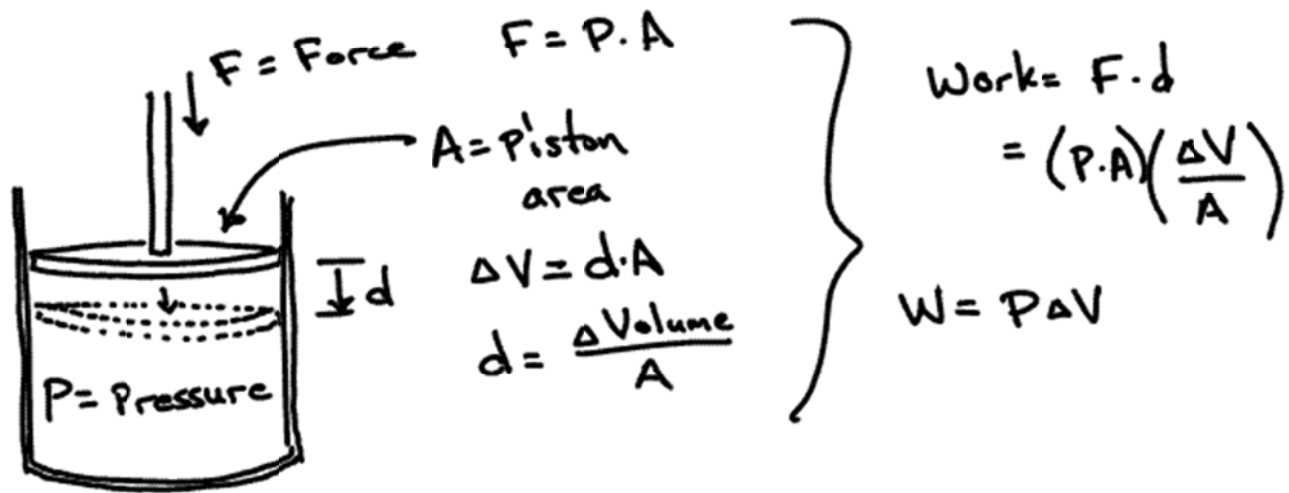 F = Force
F = P·A
A = Piston
area
ΔV = d·A
d
d = ΔVolume/A
P = Pressure
Work = F·d
= (P·A)(ΔV/A)
W = PΔV